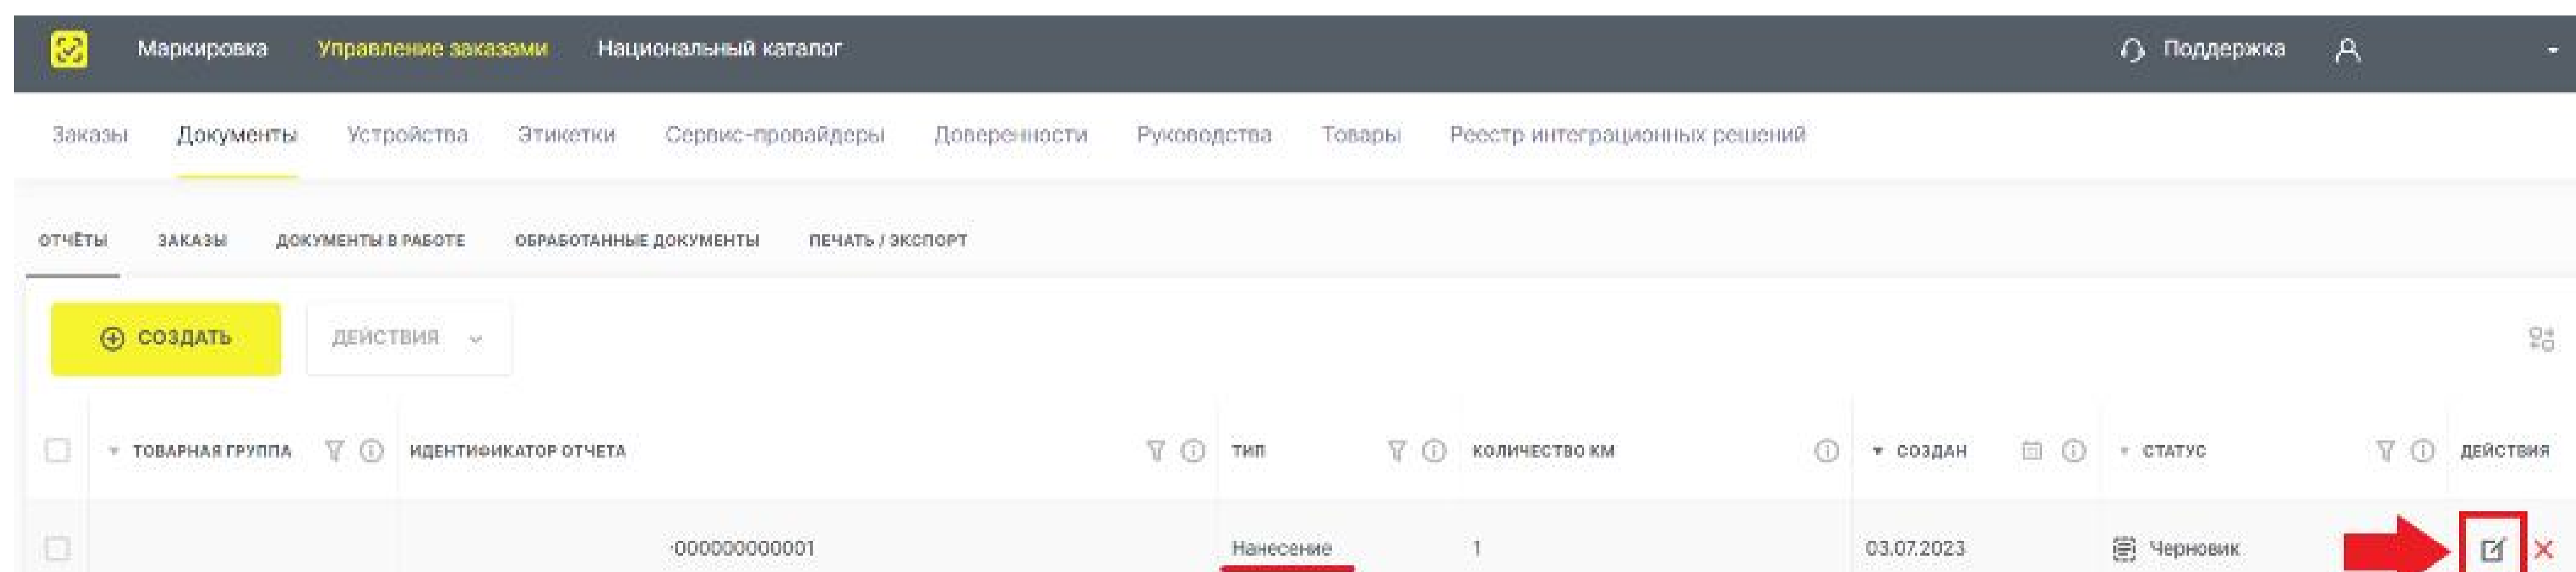 Маркировка Управление заказами Национальный каталог Поддержка
Заказы Документы Устройства Этикетки Сервис-провайдеры Доверенности Руководства Товары Реестр интеграционных решений
ОТЧЁТЫ ЗАКАЗЫ ДОКУМЕНТЫ В РАБОТЕ ОБРАБОТАННЫЕ ДОКУМЕНТЫ ПЕЧАТЬ / ЭКСПОРТ
СОЗДАТЬ ДЕЙСТВИЯ
ТОВАРНАЯ ГРУППА ИДЕНТИФИКАТОР ОТЧЕТА ТИП КОЛИЧЕСТВО КМ СОЗДАН СТАТУС ДЕЙСТВИЯ
-000000000001 Нанесение 1 03.07.2023 Черновик